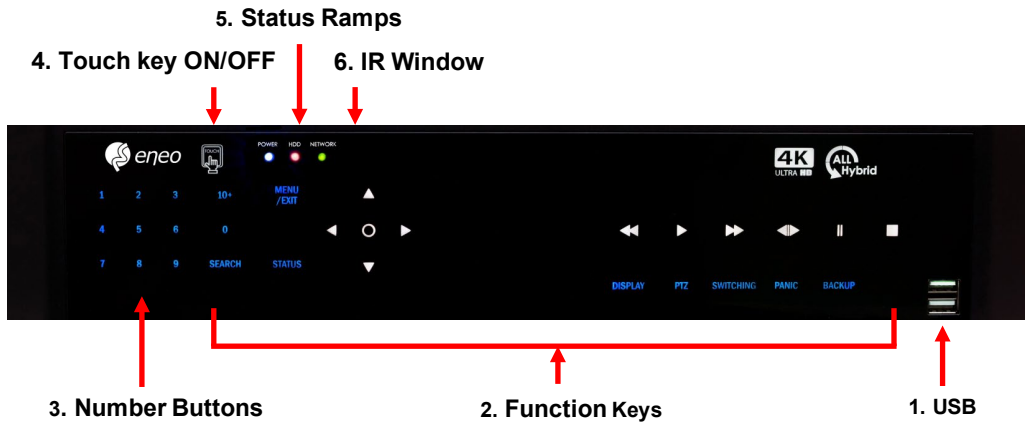 5. Status Ramps
4. Touch key ON/OFF
6. IR Window
eneo
TOUCH
POWER HDD NETWORK
4K
ULTRA HD
ALL
Hybrid
1 2 3 10+ MENU
/EXIT
4 5 6 0
7 8 9 SEARCH STATUS
DISPLAY PTZ SWITCHING PANIC BACKUP
3. Number Buttons
2. Function Keys
1. USB